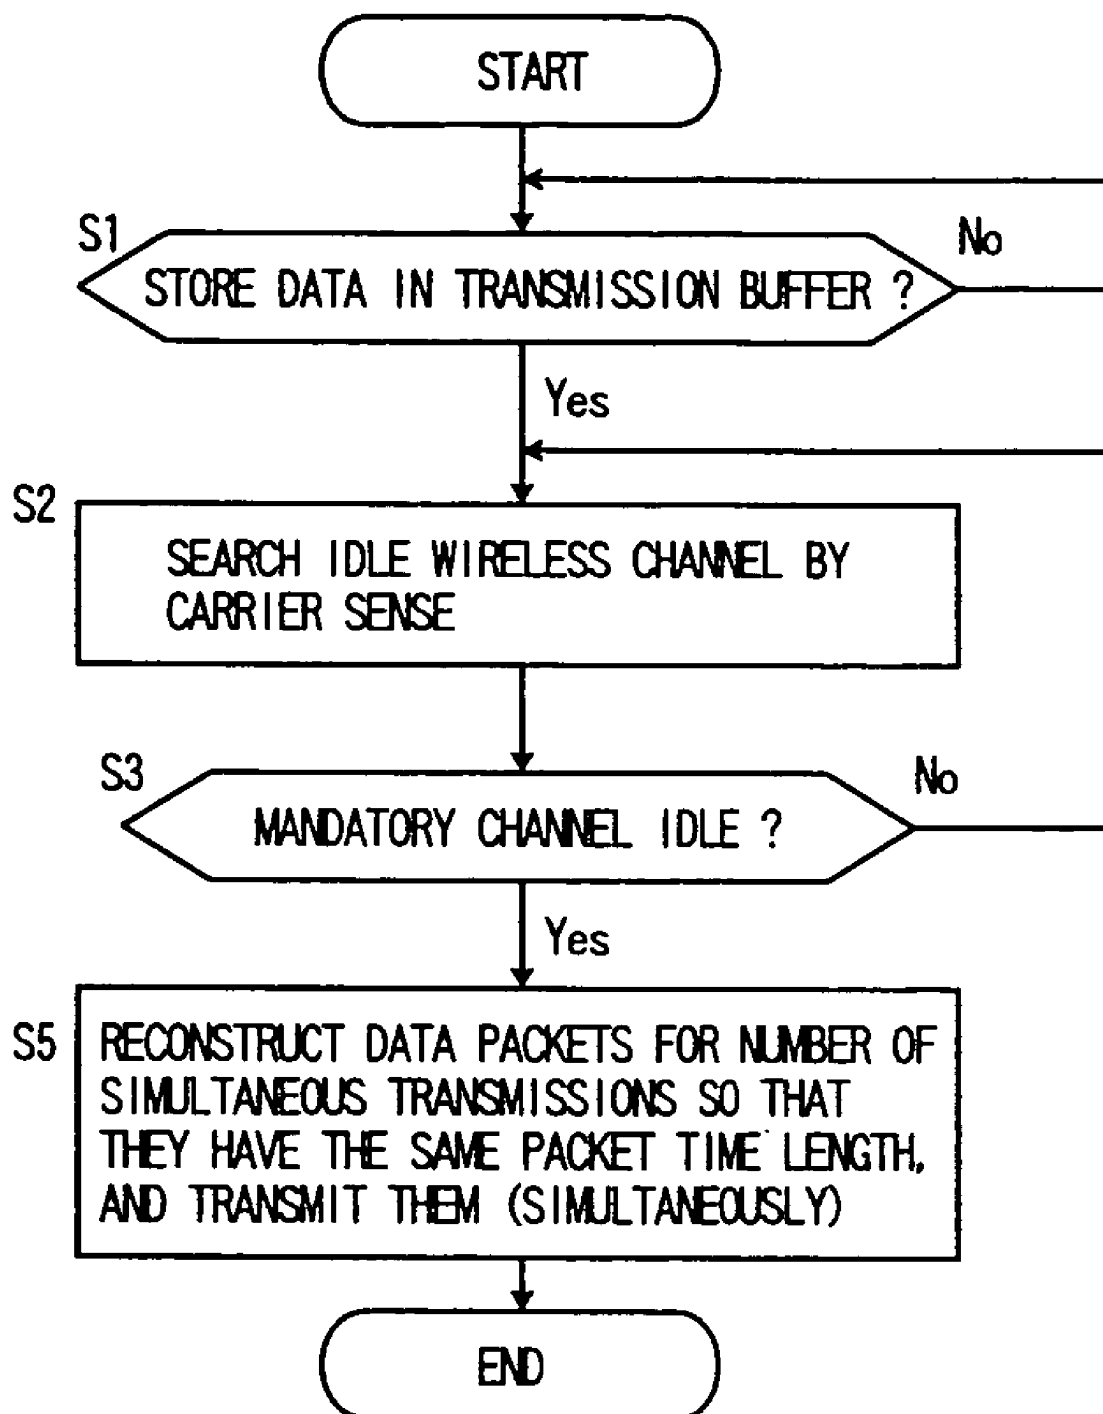 START
S1
No
STORE DATA IN TRANSMISSION BUFFER ?
Yes
S2
SEARCH IDLE WIRELESS CHANNEL BY
CARRIER SENSE
S3
No
MANDATORY CHANNEL IDLE ?
Yes
S5
RECONSTRUCT DATA PACKETS FOR NUMBER OF
SIMULTANEOUS TRANSMISSIONS SO THAT
THEY HAVE THE SAME PACKET TIME LENGTH,
AND TRANSMIT THEM (SIMULTANEOUSLY)
END